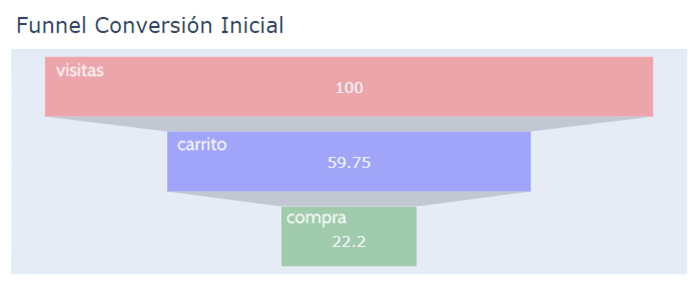 Funnel Conversión Inicial
visitas
100
carrito
59.75
compra
22.2